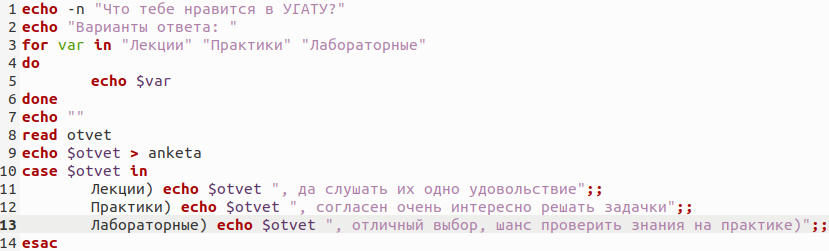 1 echo -n "Что тебе нравится в УГАТУ?"
2 echo "Варианты ответа: "
3 for var in "Лекции" "Практики" "Лабораторные"
4 do
5 echo $var
6 done
7 echo ""
8 read otvet
9 echo $otvet > anketa
10 case $otvet in
11 Лекции) echo $otvet ", да слушать их одно удовольствие";;
12 Практики) echo $otvet ", согласен очень интересно решать задачки";;
13 Лабораторные) echo $otvet ", отличный выбор, шанс проверить знания на практике)";;
14 esac